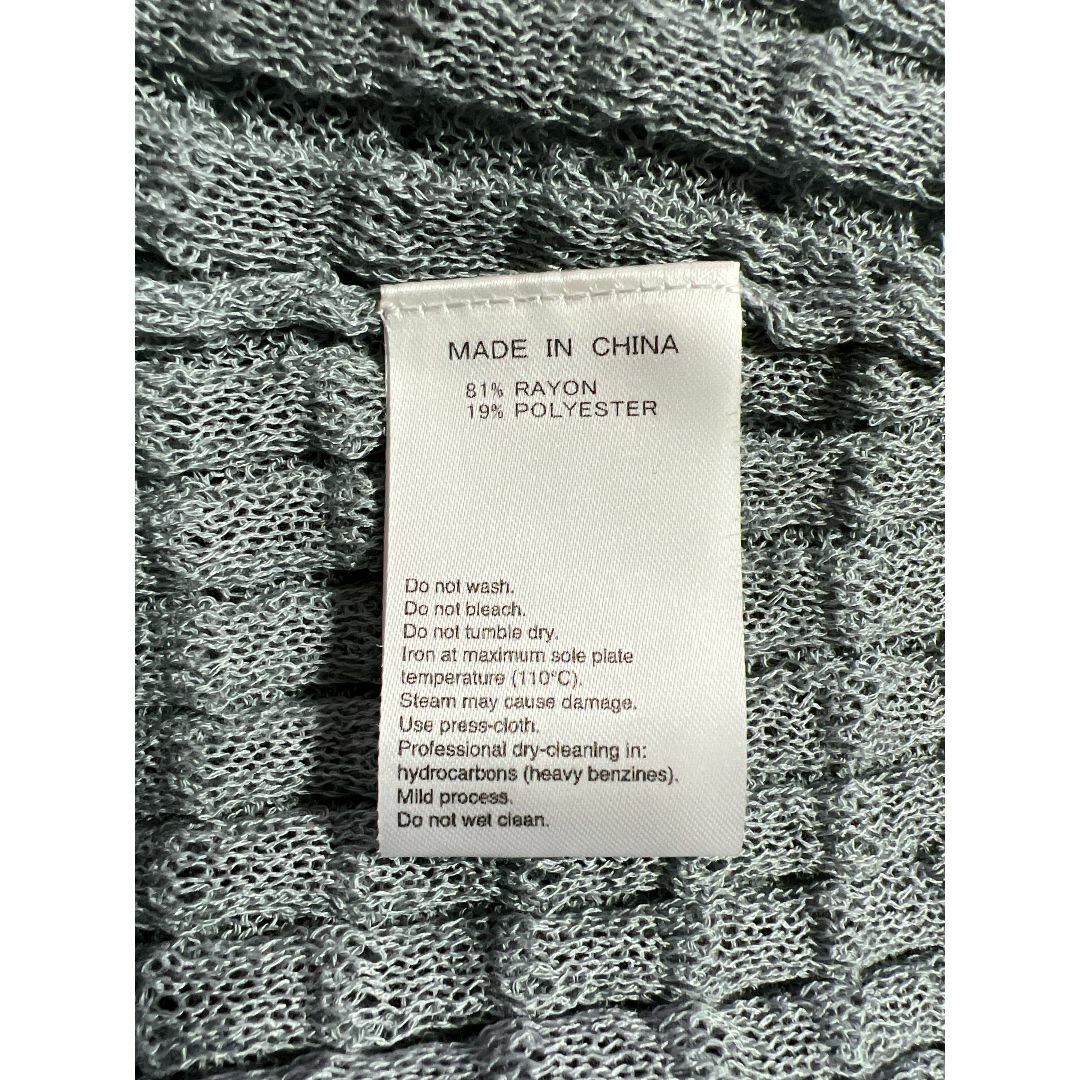 MADE IN CHINA
81% RAYON
19% POLYESTER
Do not wash.
Do not bleach.
Do not tumble dry.
Iron at maximum sole plate
temperature (110°C).
Steam may cause damage.
Use press-cloth.
Professional dry-cleaning in:
hydrocarbons (heavy benzines).
Mild process.
Do not wet clean.